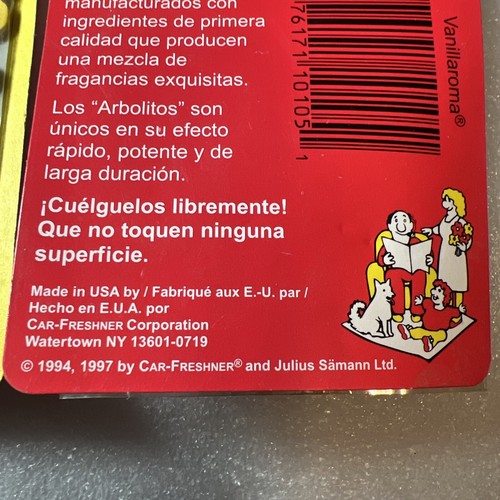 manufacturados con
ingredientes de primera
calidad que producen
una mezcla de
fragancias exquisitas.
Los "Arbolitos" son
únicos en su efecto
rápido, potente y de
larga duración.
¡Cuélguelos libremente!
Que no toquen ninguna
superficie.
Made in USA by / Fabriqué aux E.-U. par /
Hecho en E.U.A. por
CAR-FRESHNER Corporation
Watertown NY 13601-0719
© 1994, 1997 by CAR-FRESHNER® and Julius Sämann Ltd.
76171 10105 1
Vanillaroma®